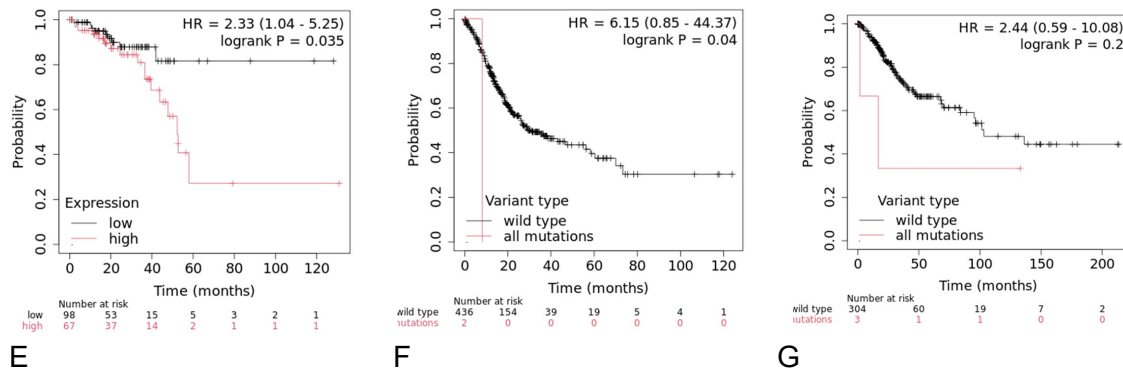 HR = 2.33 (1.04 - 5.25)
logrank P = 0.035
Probability
0.0 0.2 0.4 0.6 0.8 1.0
Expression
low
high
0 20 40 60 80 100 120
Time (months)
Number at risk
low 98 53 15 5 3 2 1
high 67 37 14 2 1 1 1
E
HR = 6.15 (0.85 - 44.37)
logrank P = 0.04
Probability
0.0 0.2 0.4 0.6 0.8 1.0
Variant type
wild type
all mutations
0 20 40 60 80 100 120
Time (months)
Number at risk
wild type 436 154 39 19 5 4 1
mutations 2 0 0 0 0 0 0
F
HR = 2.44 (0.59 - 10.08)
logrank P = 0.2
Probability
0.0 0.2 0.4 0.6 0.8 1.0
Variant type
wild type
all mutations
0 50 100 150 200
Time (months)
Number at risk
wild type 304 60 19 7 2
mutations 3 1 1 0 0
G